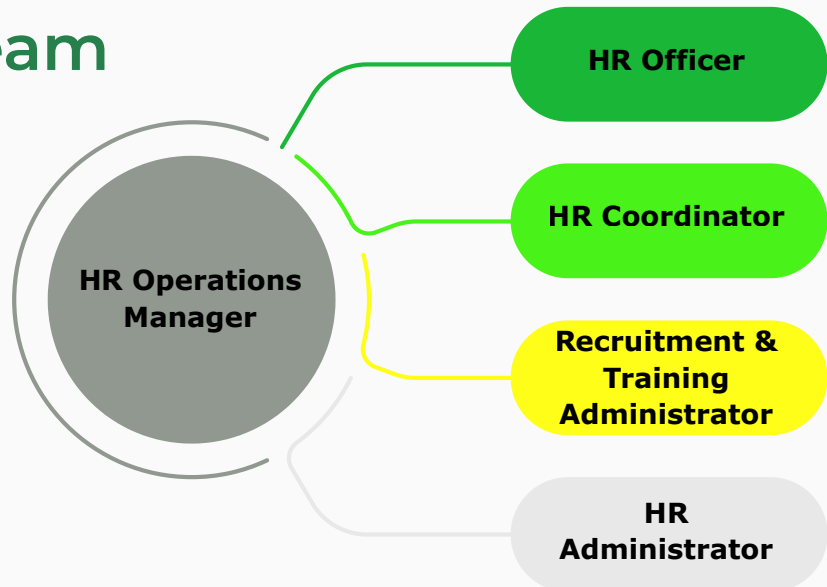 eam
HR Officer
HR Coordinator
HR Operations
Manager
Recruitment &
Training
Administrator
HR
Administrator